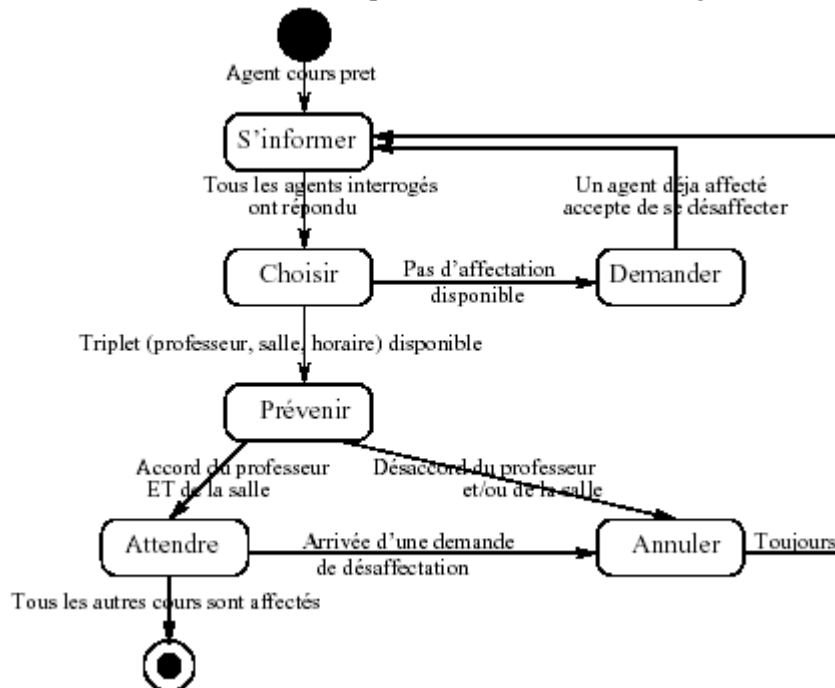 Agent cours pret
S'informer
Tous les agents interrogés
ont répondu
Un agent déja affecté
accepte de se désaffecter
Choisir
Pas d'affectation
disponible
Demander
Triplet (professeur, salle, horaire) disponible
Prévenir
Accord du professeur
ET de la salle
Désaccord du professeur
et/ou de la salle
Attendre
Arrivée d'une demande
de désaffectation
Annuler
Toujours
Tous les autres cours sont affectés